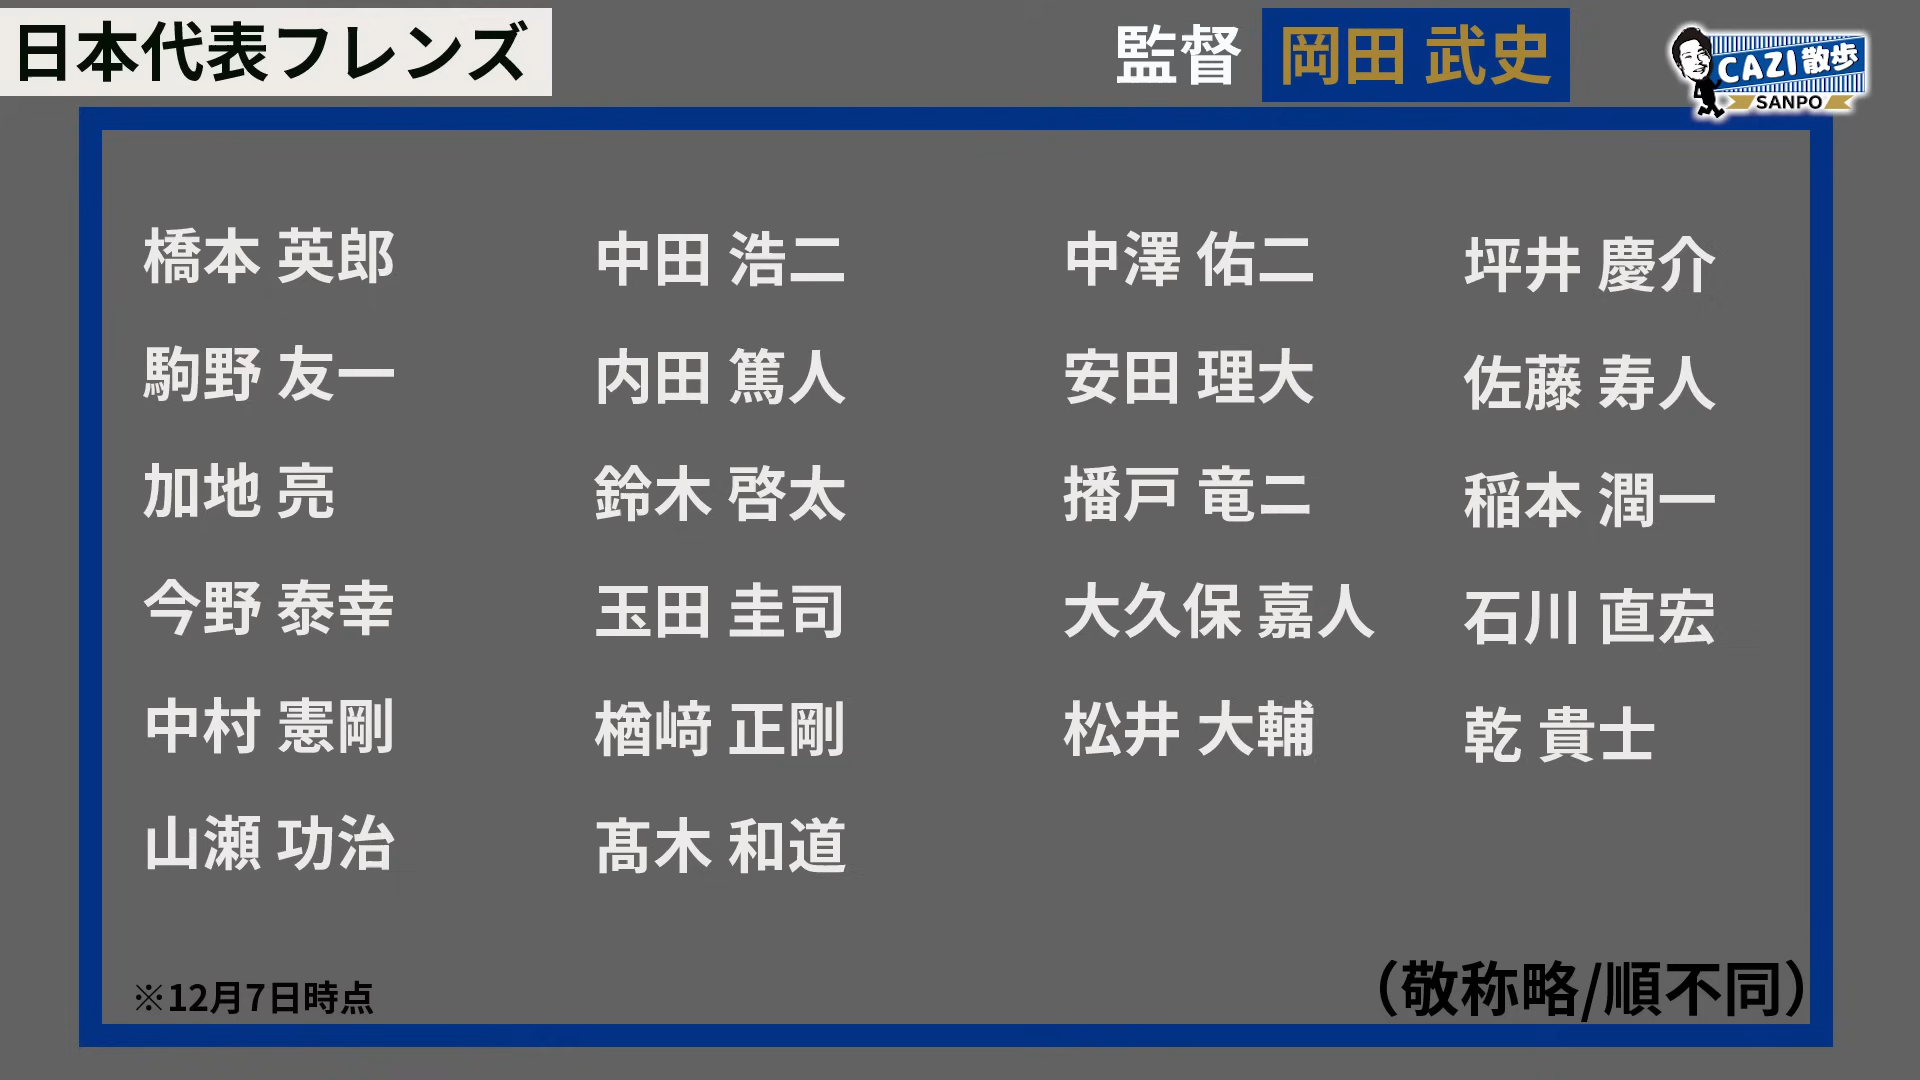 日本代表フレンズ
監督 岡田 武史
CAZI散歩
SANPO
橋本 英郎 中田 浩二 中澤 佑二 坪井 慶介
駒野 友一 内田 篤人 安田 理大 佐藤 寿人
加地 亮 鈴木 啓太 播戸 竜ニ 稲本 潤一
今野 泰幸 玉田 圭司 大久保 嘉人 石川 直宏
中村 憲剛 楢﨑 正剛 松井 大輔 乾 貴士
山瀬 功治 髙木 和道
※12月7日時点
（敬称略/順不同）